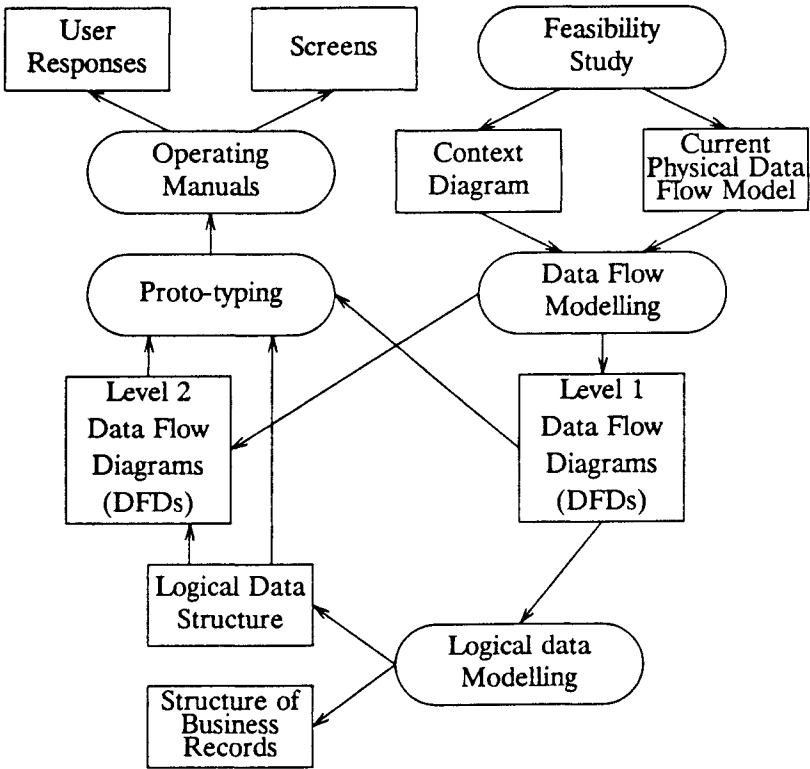 User
Responses
Screens
Feasibility
Study
Operating
Manuals
Context
Diagram
Current
Physical Data
Flow Model
Proto-typing
Data Flow
Modelling
Level 2
Data Flow
Diagrams
(DFDs)
Level 1
Data Flow
Diagrams
(DFDs)
Logical Data
Structure
Logical data
Modelling
Structure of
Business
Records